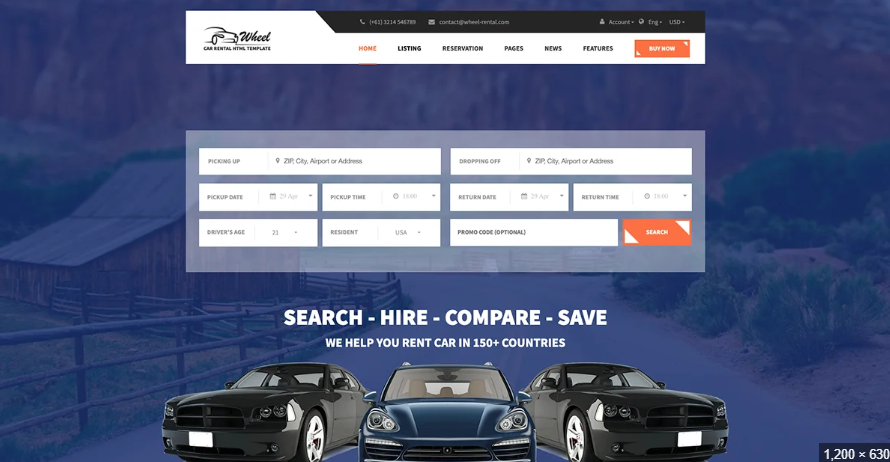 (+61) 3214 546789 contact@wheel-rental.com Account Eng USD
Wheel
CAR RENTAL HTML TEMPLATE
HOME LISTING RESERVATION PAGES NEWS FEATURES BUY NOW
PICKING UP ZIP, City, Airport or Address DROPPING OFF ZIP, City, Airport or Address
PICKUP DATE 29 Apr PICKUP TIME 16:00 RETURN DATE 29 Apr RETURN TIME 16:00
DRIVER'S AGE 21 RESIDENT USA PROMO CODE (OPTIONAL) SEARCH
SEARCH - HIRE - COMPARE - SAVE
WE HELP YOU RENT CAR IN 150+ COUNTRIES
1,200 × 630